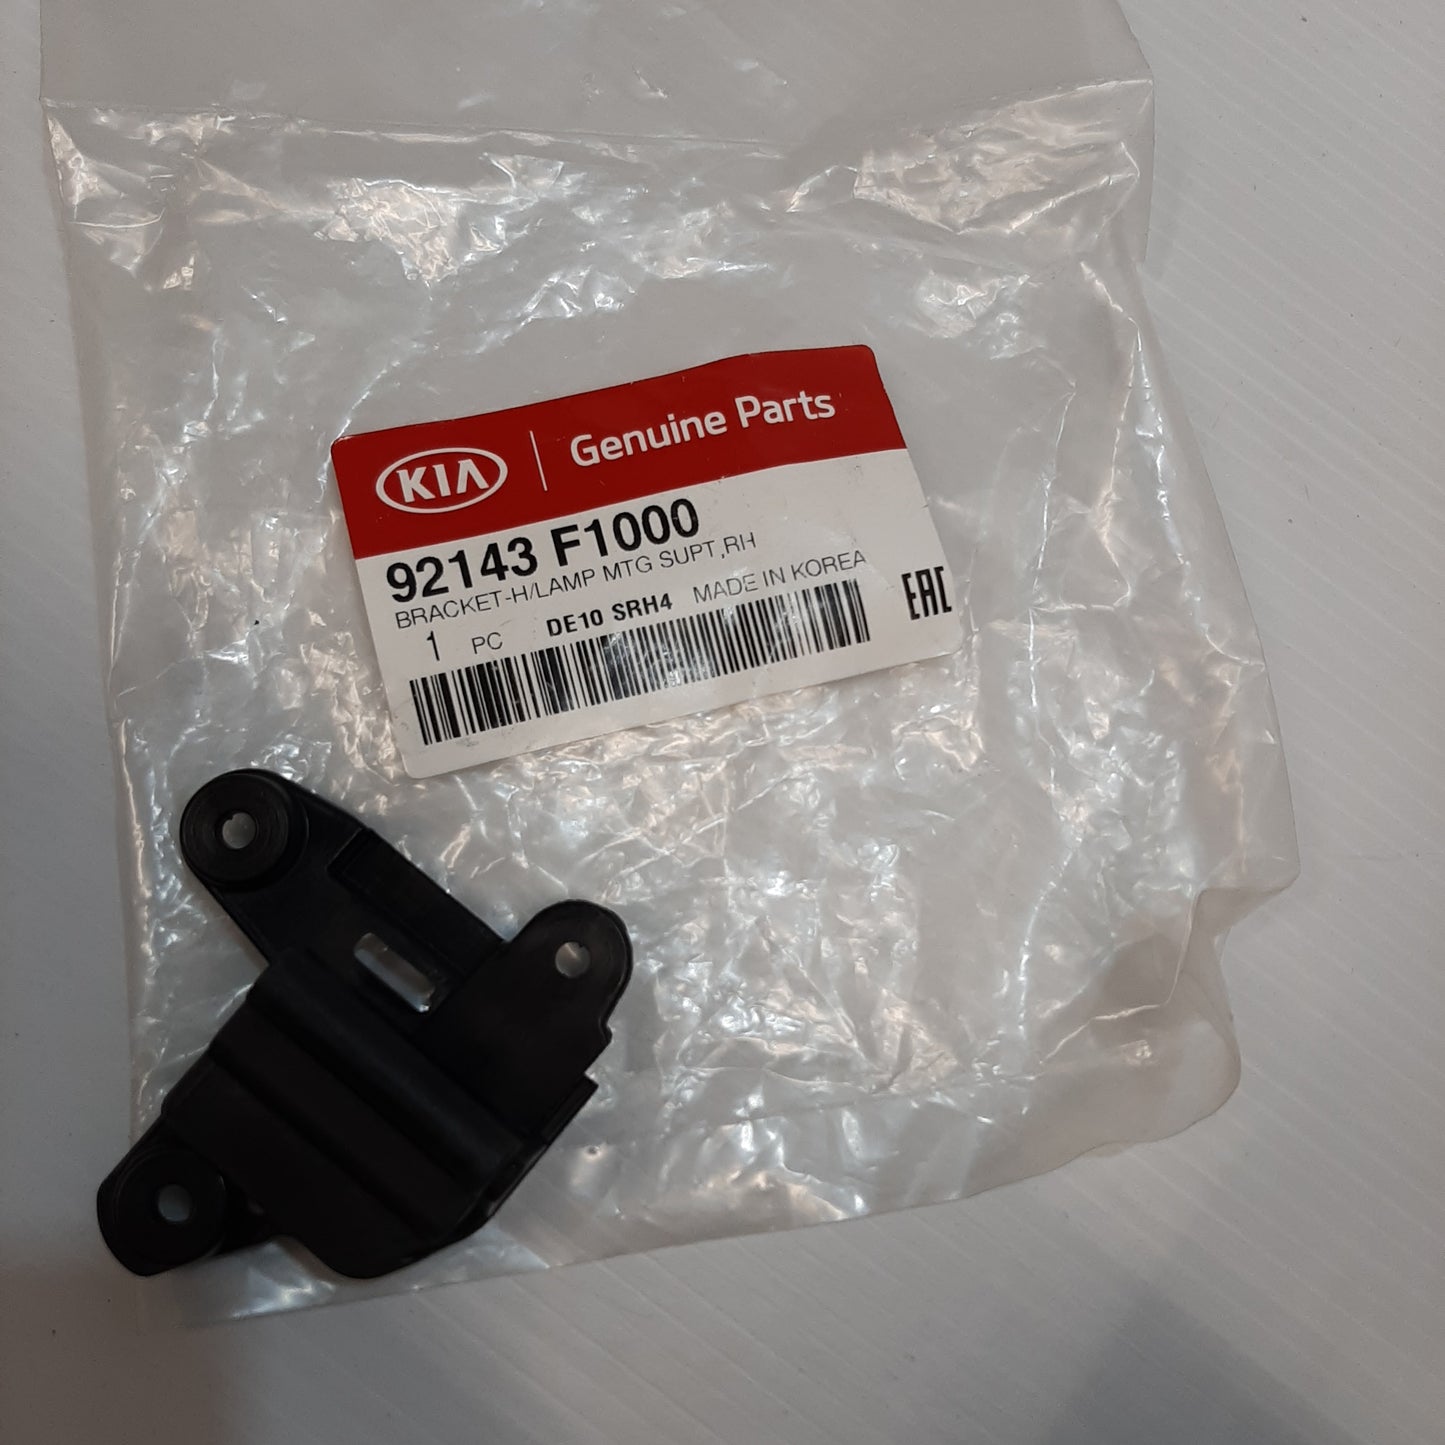 KIA Genuine Parts
92143 F1000
BRACKET-H/LAMP MTG SUPT,RH
1 PC DE10 SRH4 MADE IN KOREA
EAC